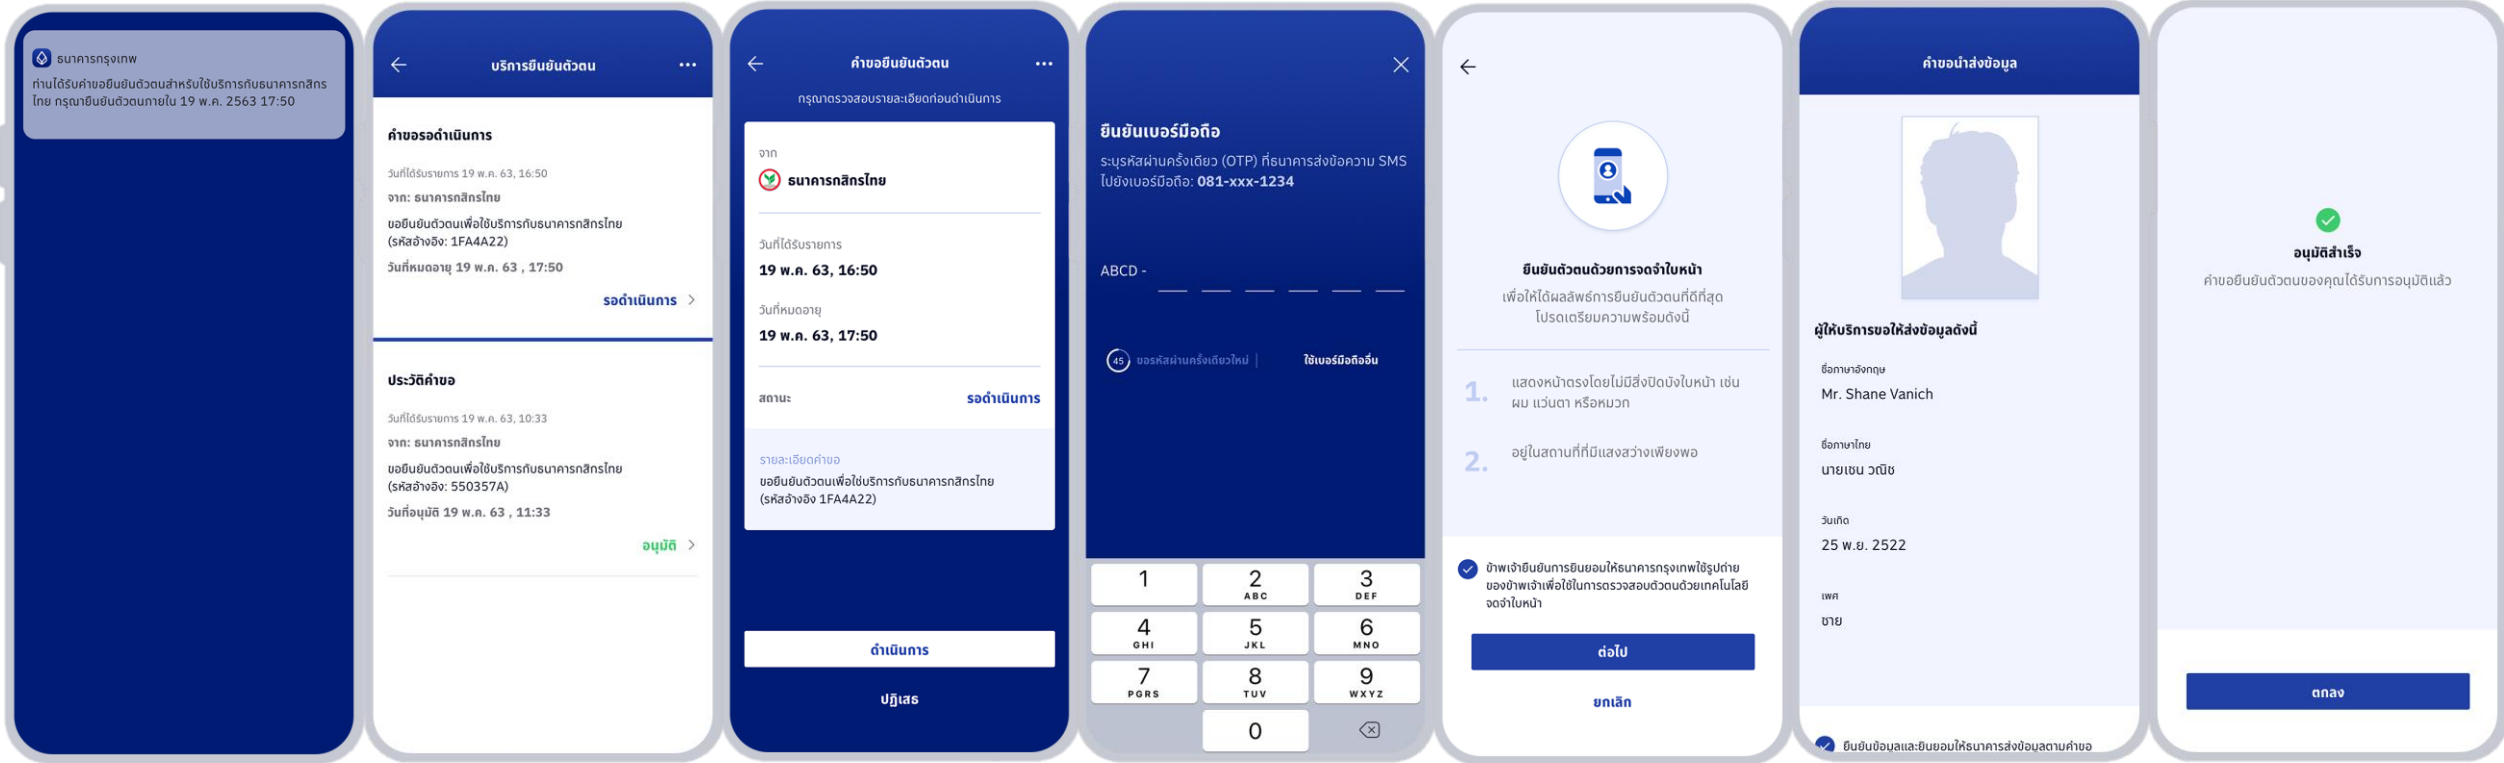 ธนาคารกรุงเทพ
ท่านได้รับคำขอยืนยันตัวตนสำหรับใช้บริการกับธนาคารกสิกร
ไทย กรุณายืนยันตัวตนภายใน 19 พ.ค. 2563 17:50
บริการยืนยันตัวตน
คำขอรอดำเนินการ
วันที่ได้รับรายการ 19 พ.ค. 63, 16:50
จาก: ธนาคารกสิกรไทย
ขอยืนยันตัวตนเพื่อใช้บริการกับธนาคารกสิกรไทย
(รหัสอ้างอิง: 1FA4A22)
วันที่หมดอายุ 19 พ.ค. 63 , 17:50
รอดำเนินการ
ประวัติคำขอ
วันที่ได้รับรายการ 19 พ.ค. 63, 10:33
จาก: ธนาคารกสิกรไทย
ขอยืนยันตัวตนเพื่อใช้บริการกับธนาคารกสิกรไทย
(รหัสอ้างอิง: 550357A)
วันที่อนุมัติ 19 พ.ค. 63 , 11:33
อนุมัติ
คำขอยืนยันตัวตน
กรุณาตรวจสอบรายละเอียดก่อนดำเนินการ
จาก
ธนาคารกสิกรไทย
วันที่ได้รับรายการ
19 พ.ค. 63, 16:50
วันที่หมดอายุ
19 พ.ค. 63, 17:50
สถานะ รอดำเนินการ
รายละเอียดคำขอ
ขอยืนยันตัวตนเพื่อใช่บริการกับธนาคารกสิกรไทย
(รหัสอ้างอิง 1FA4A22)
ดำเนินการ
ปฏิเสธ
ยืนยันเบอร์มือถือ
ระบุรหัสผ่านครั้งเดียว (OTP) ที่ธนาคารส่งข้อความ SMS
ไปยังเบอร์มือถือ: 081-xxx-1234
ABCD -
45 ขอรหัสผ่านครั้งเดียวใหม่ | ใช้เบอร์มือถืออื่น
1 2 3
ABC DEF
4 5 6
GHI JKL MNO
7 8 9
PGRS TUV WXYZ
0
ยืนยันตัวตนด้วยการจดจำใบหน้า
เพื่อให้ได้ผลลัพธ์การยืนยันตัวตนที่ดีที่สุด
โปรดเตรียมความพร้อมดังนี้
1. แสดงหน้าตรงโดยไม่มีสิ่งปิดบังใบหน้า เช่น
ผม แว่นตา หรือหมวก
2. อยู่ในสถานที่ที่มีแสงสว่างเพียงพอ
ข้าพเจ้ายืนยันการยินยอมให้ธนาคารกรุงเทพใช้รูปถ่าย
ของข้าพเจ้าเพื่อใช้ในการตรวจสอบตัวตนด้วยเทคโนโลยี
จดจำใบหน้า
ต่อไป
ยกเลิก
คำขอนำส่งข้อมูล
ผู้ให้บริการขอให้ส่งข้อมูลดังนี้
ชื่อภาษาอังกฤษ
Mr. Shane Vanich
ชื่อภาษาไทย
นายเชน วณิช
วันเกิด
25 พ.ย. 2522
เพศ
ชาย
ยืนยันข้อมูลและยินยอมให้ธนาคารส่งข้อมูลตามคำขอ
อนุมัติสำเร็จ
คำขอยืนยันตัวตนของคุณได้รับการอนุมัติแล้ว
ตกลง